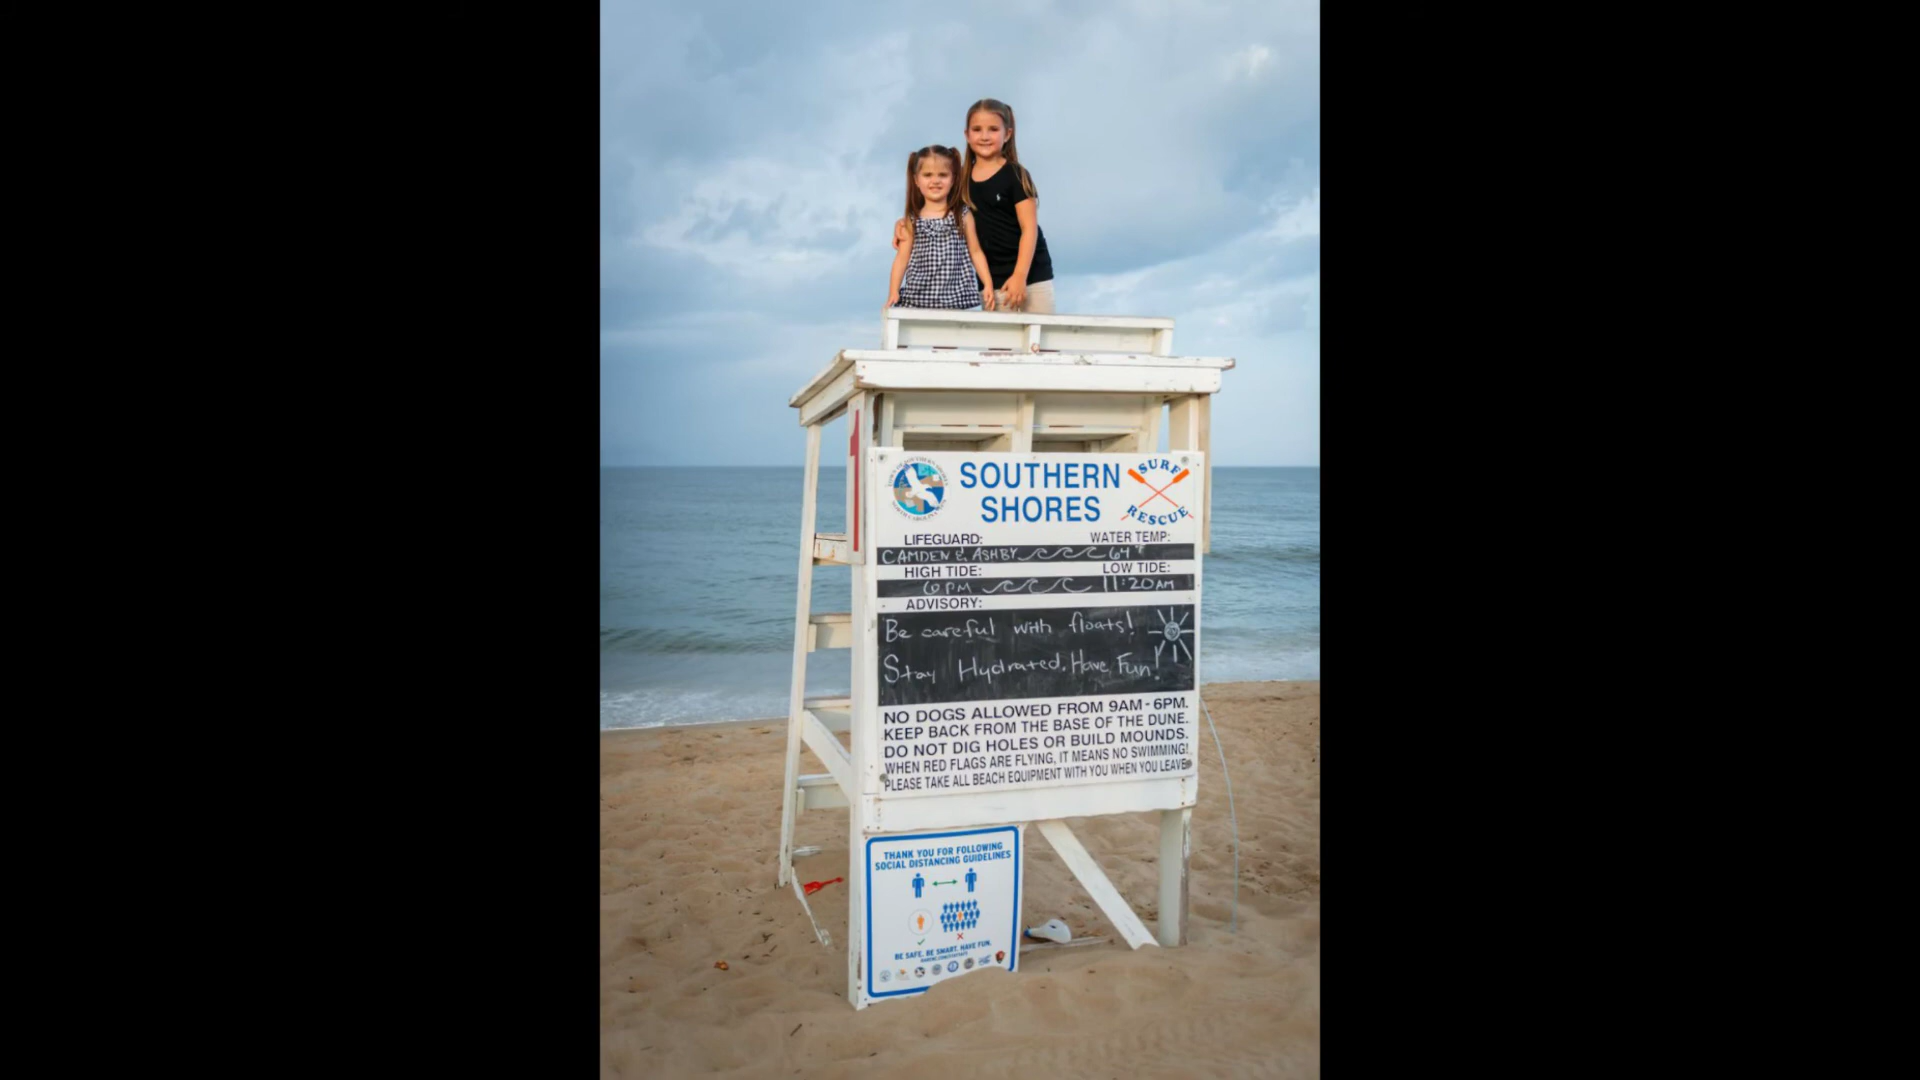 SOUTHERN
SHORES
SURF
RESCUE
LIFEGUARD: WATER TEMP:
CAMDEN & ASHBY 64°
HIGH TIDE: LOW TIDE:
6PM 11:20AM
ADVISORY:
Be careful with floats!
Stay Hydrated. Have Fun!
NO DOGS ALLOWED FROM 9AM - 6PM.
KEEP BACK FROM THE BASE OF THE DUNE.
DO NOT DIG HOLES OR BUILD MOUNDS.
WHEN RED FLAGS ARE FLYING, IT MEANS NO SWIMMING!
PLEASE TAKE ALL BEACH EQUIPMENT WITH YOU WHEN YOU LEAVE
THANK YOU FOR FOLLOWING
SOCIAL DISTANCING GUIDELINES
BE SAFE. BE SMART. HAVE FUN.